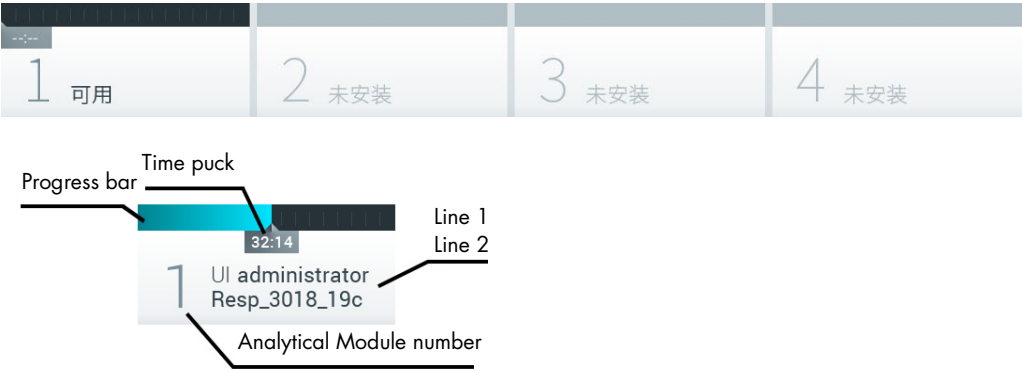 --:--
1 可用
2 未安装
3 未安装
4 未安装
Time puck
Progress bar
Line 1
32:14
Line 2
1 UI administrator
Resp_3018_19c
Analytical Module number